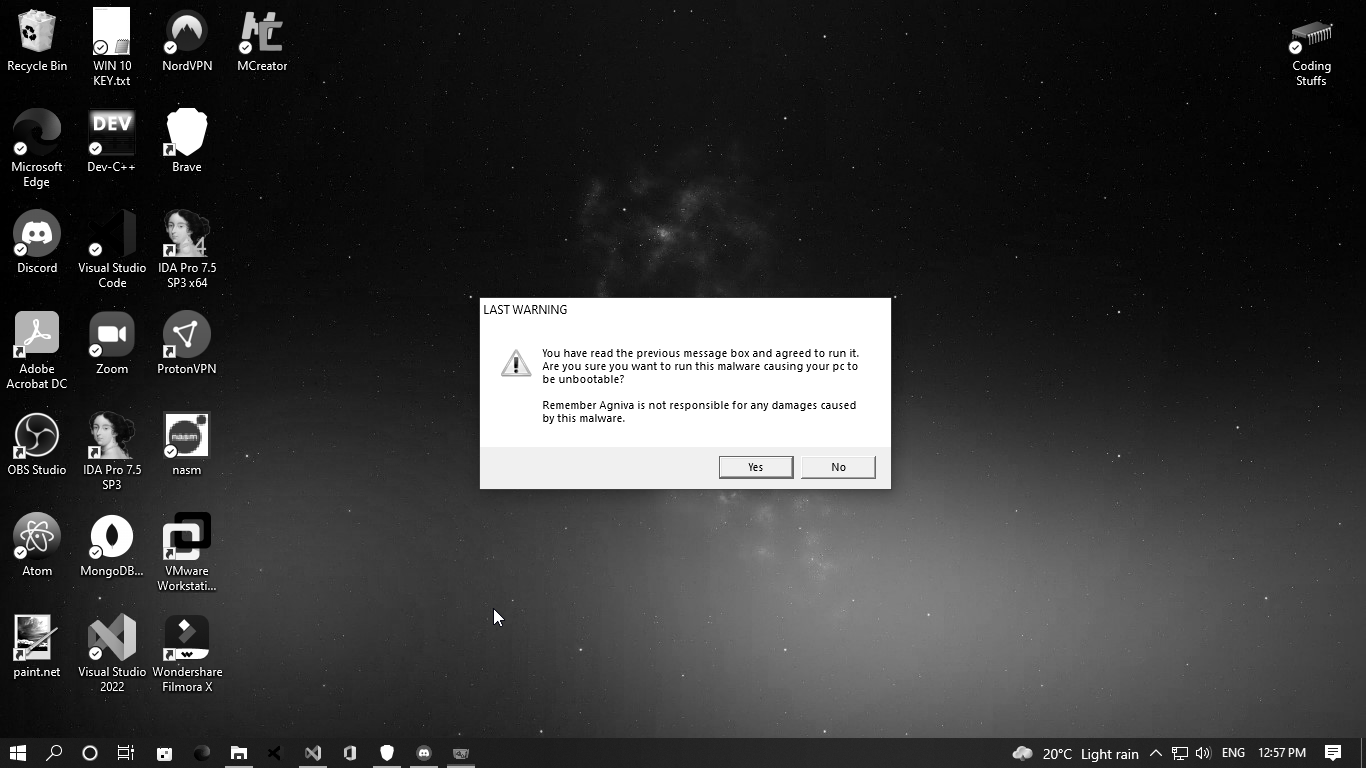 Recycle Bin
WIN 10
KEY.txt
NordVPN
MCreator
Coding
Stuffs
Microsoft
Edge
DEV
Dev-C++
Brave
Discord
Visual Studio
Code
64
IDA Pro 7.5
SP3 x64
Adobe
Acrobat DC
Zoom
ProtonVPN
OBS Studio
IDA Pro 7.5
SP3
nasm
nasm
Atom
MongoDB...
VMware
Workstati...
paint.net
Visual Studio
2022
Wondershare
Filmora X
LAST WARNING
You have read the previous message box and agreed to run it.
Are you sure you want to run this malware causing your pc to
be unbootable?
Remember Agniva is not responsible for any damages caused
by this malware.
Yes
No
20°C Light rain
ENG
12:57 PM